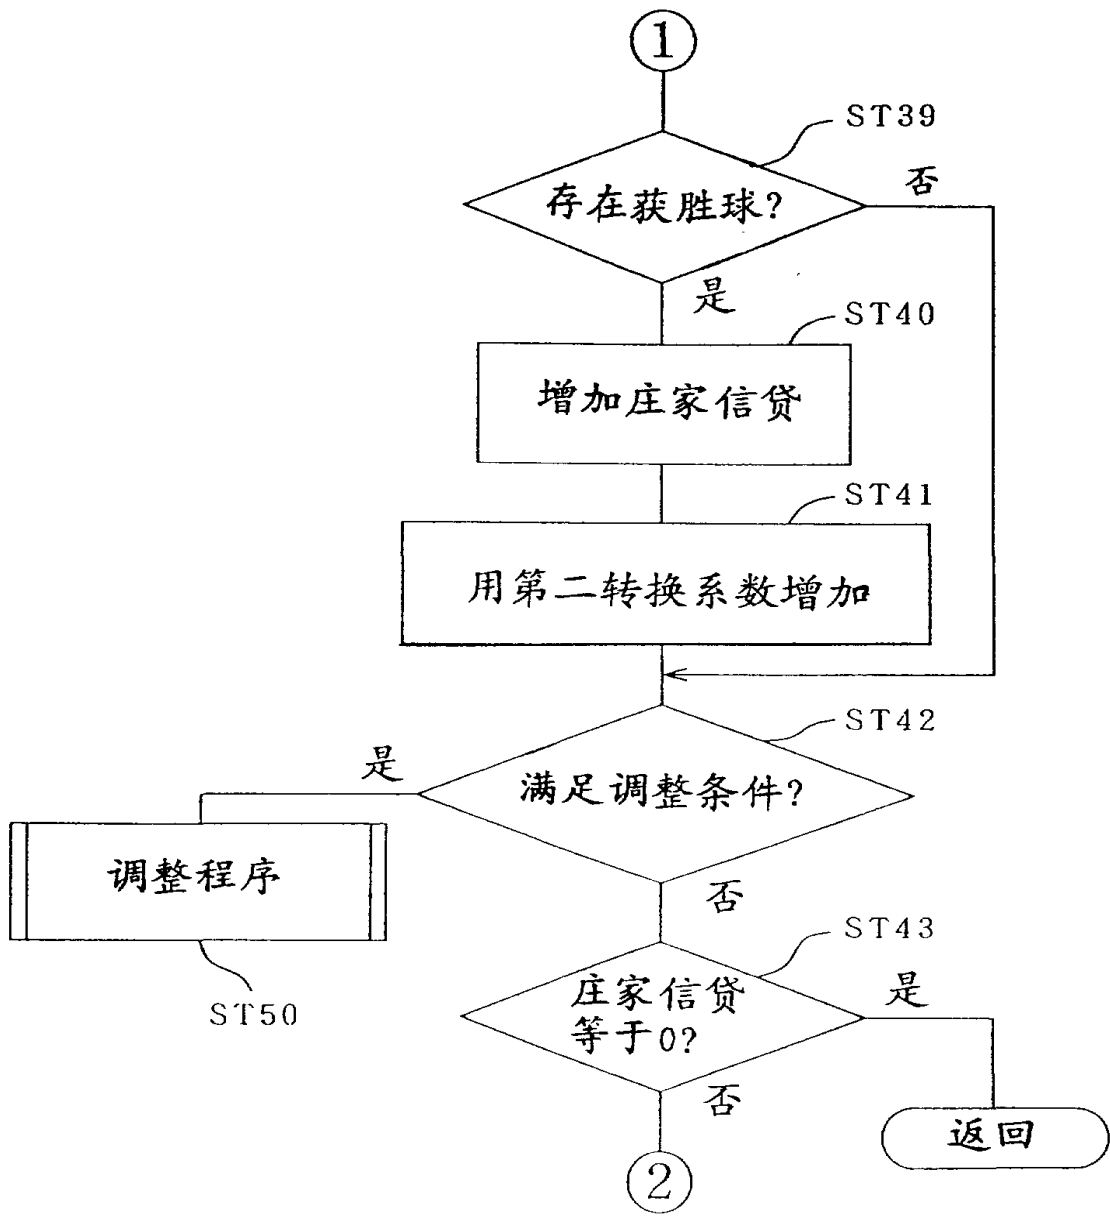 1
ST39
存在获胜球?
否
是
ST40
增加庄家信贷
ST41
用第二转换系数增加
ST42
是
满足调整条件?
调整程序
否
ST50
ST43
庄家信贷
等于0?
是
否
返回
2